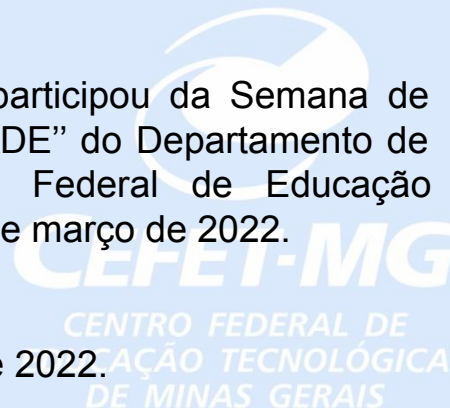 participou da Semana de
DE” do Departamento de
Federal de Educação
e março de 2022.
CEFET-MG
CENTRO FEDERAL DE
EDUCAÇÃO TECNOLÓGICA
DE MINAS GERAIS
e 2022.